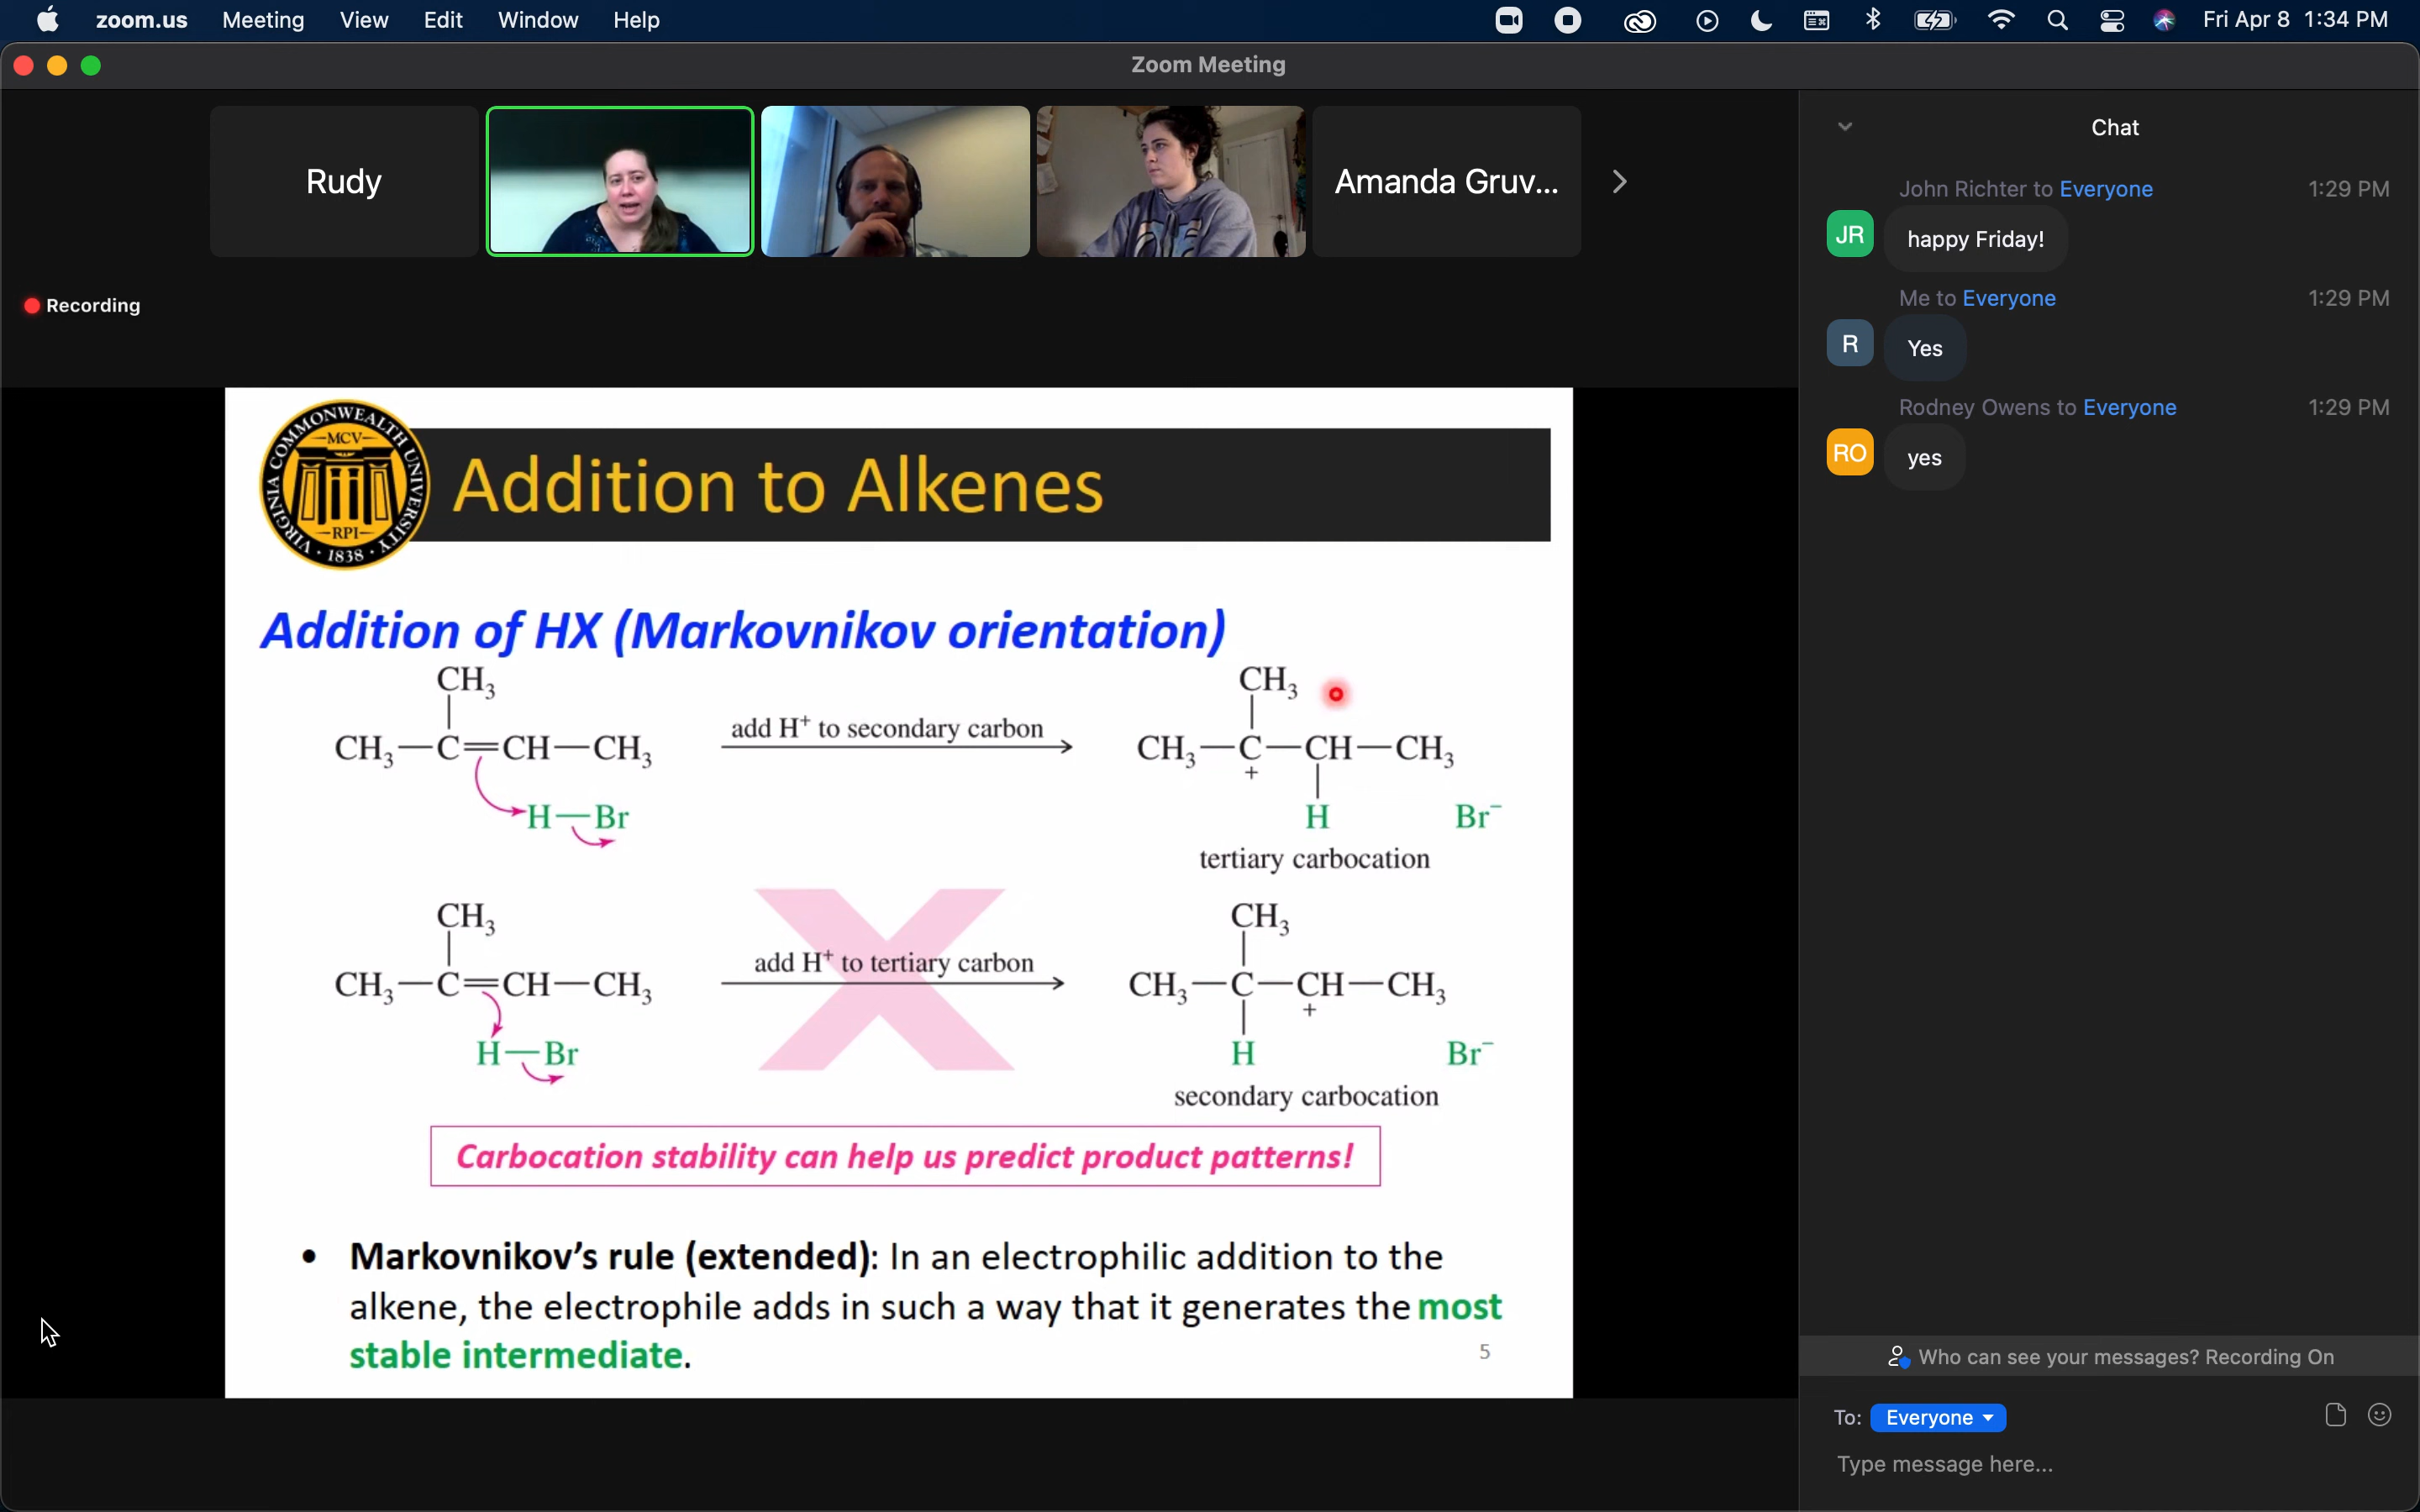 zoom.us Meeting View Edit Window Help Fri Apr 8 1:34 PM
Zoom Meeting
Rudy
Amanda Gruv...
Recording
VIRGINIA COMMONWEALTH UNIVERSITY
MCV
RPI
1838
Addition to Alkenes
Addition of HX (Markovnikov orientation)
CH₃
CH₃—C=CH—CH₃
H—Br
add H⁺ to secondary carbon
CH₃
CH₃—C—CH—CH₃
+
H Br⁻
tertiary carbocation
CH₃
CH₃—C=CH—CH₃
H—Br
X
add H⁺ to tertiary carbon
CH₃
CH₃—C—CH—CH₃
+
H Br⁻
secondary carbocation
Carbocation stability can help us predict product patterns!
• Markovnikov's rule (extended): In an electrophilic addition to the
alkene, the electrophile adds in such a way that it generates the most
stable intermediate.
5
Chat
John Richter to Everyone 1:29 PM
JR happy Friday!
Me to Everyone 1:29 PM
R Yes
Rodney Owens to Everyone 1:29 PM
RO yes
Who can see your messages? Recording On
To: Everyone
Type message here...